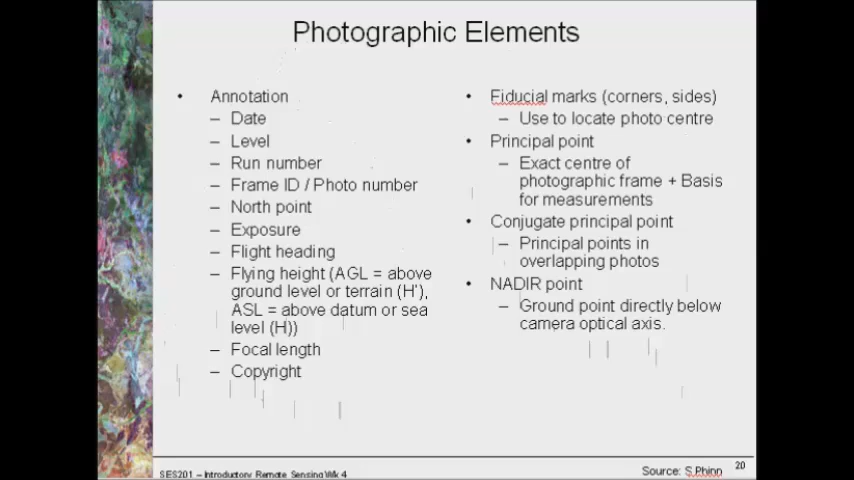 Photographic Elements
• Annotation
– Date
– Level
– Run number
– Frame ID / Photo number
– North point
– Exposure
– Flight heading
– Flying height (AGL = above
ground level or terrain (H'),
ASL = above datum or sea
level (H))
– Focal length
– Copyright
• Fiducial marks (corners, sides)
– Use to locate photo centre
• Principal point
– Exact centre of
photographic frame + Basis
for measurements
• Conjugate principal point
– Principal points in
overlapping photos
• NADIR point
– Ground point directly below
camera optical axis.
SES201 – Introductory Remote Sensing Wk 4
Source: S.Phinn
20